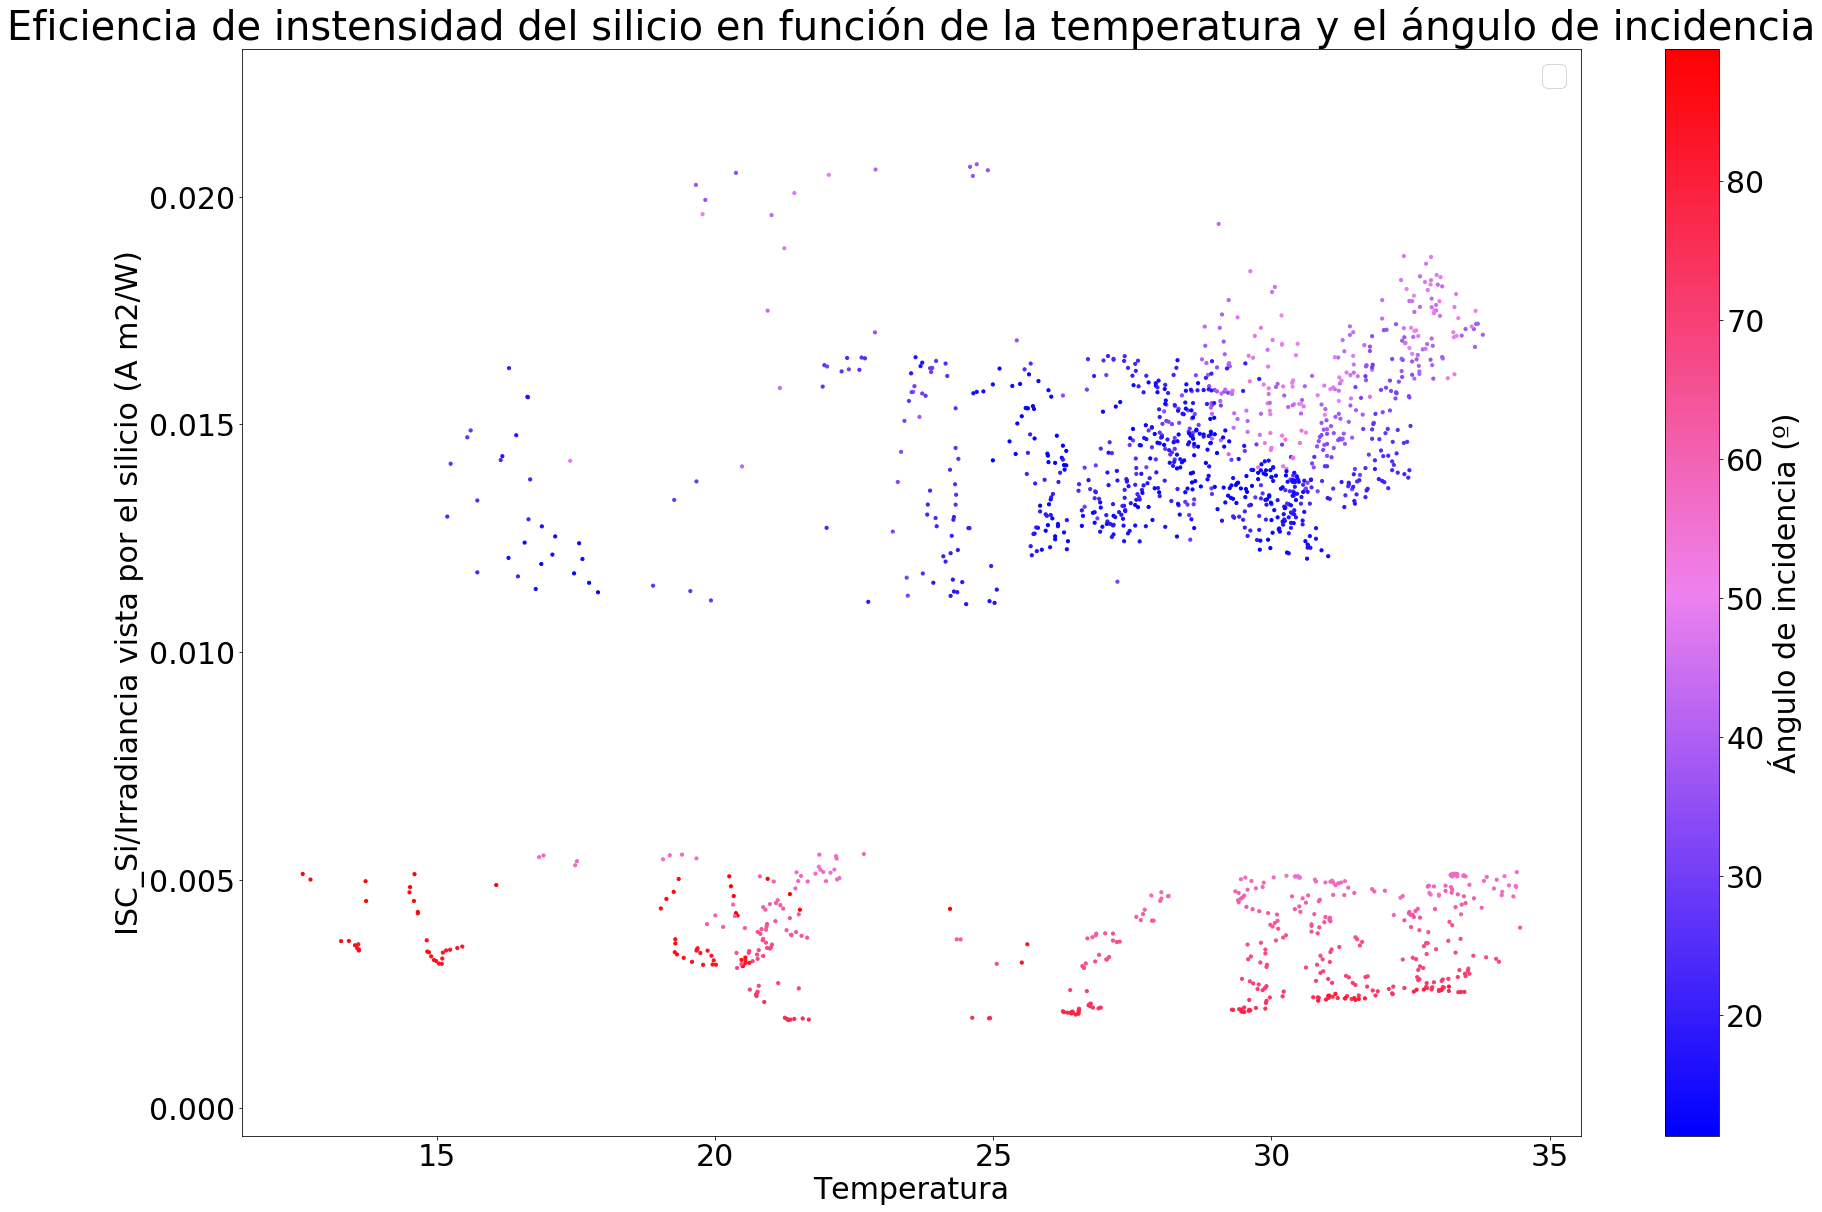 Eficiencia de instensidad del silicio en función de la temperatura y el ángulo de incidencia
ISC_Si/Irradiancia vista por el silicio (A m2/W)
0.020
0.015
0.010
0.005
0.000
15 20 25 30 35
Temperatura
80
70
60
50
40
30
20
Ángulo de incidencia (º)